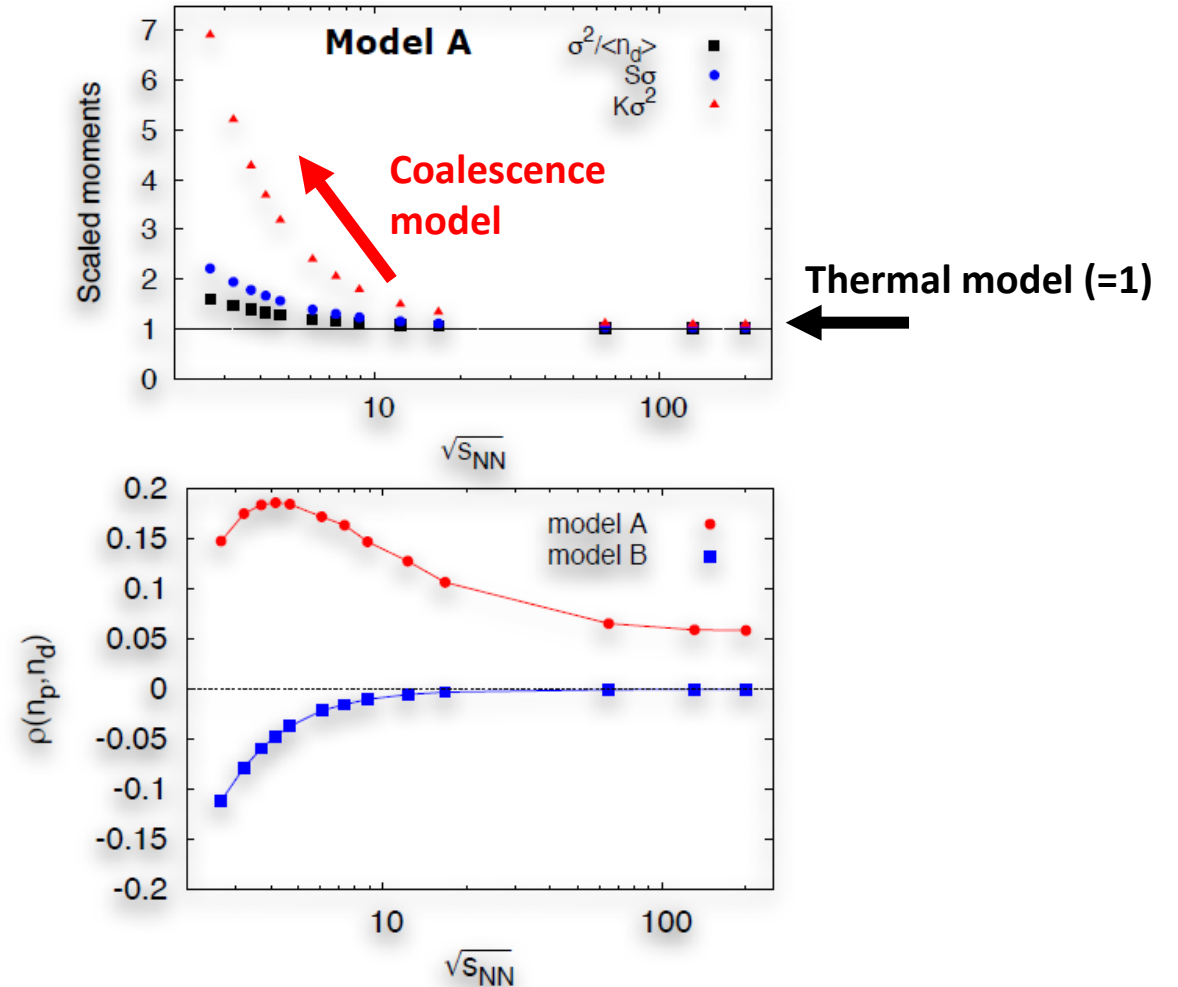 Model A
σ²/<n_d>
Sσ
Kσ²
Scaled moments
7
6
5
4
3
2
1
0
Coalescence
model
Thermal model (=1)
10
100
√s_NN
model A
model B
ρ(n_p,n_d)
0.2
0.15
0.1
0.05
0
-0.05
-0.1
-0.15
-0.2
10
100
√s_NN